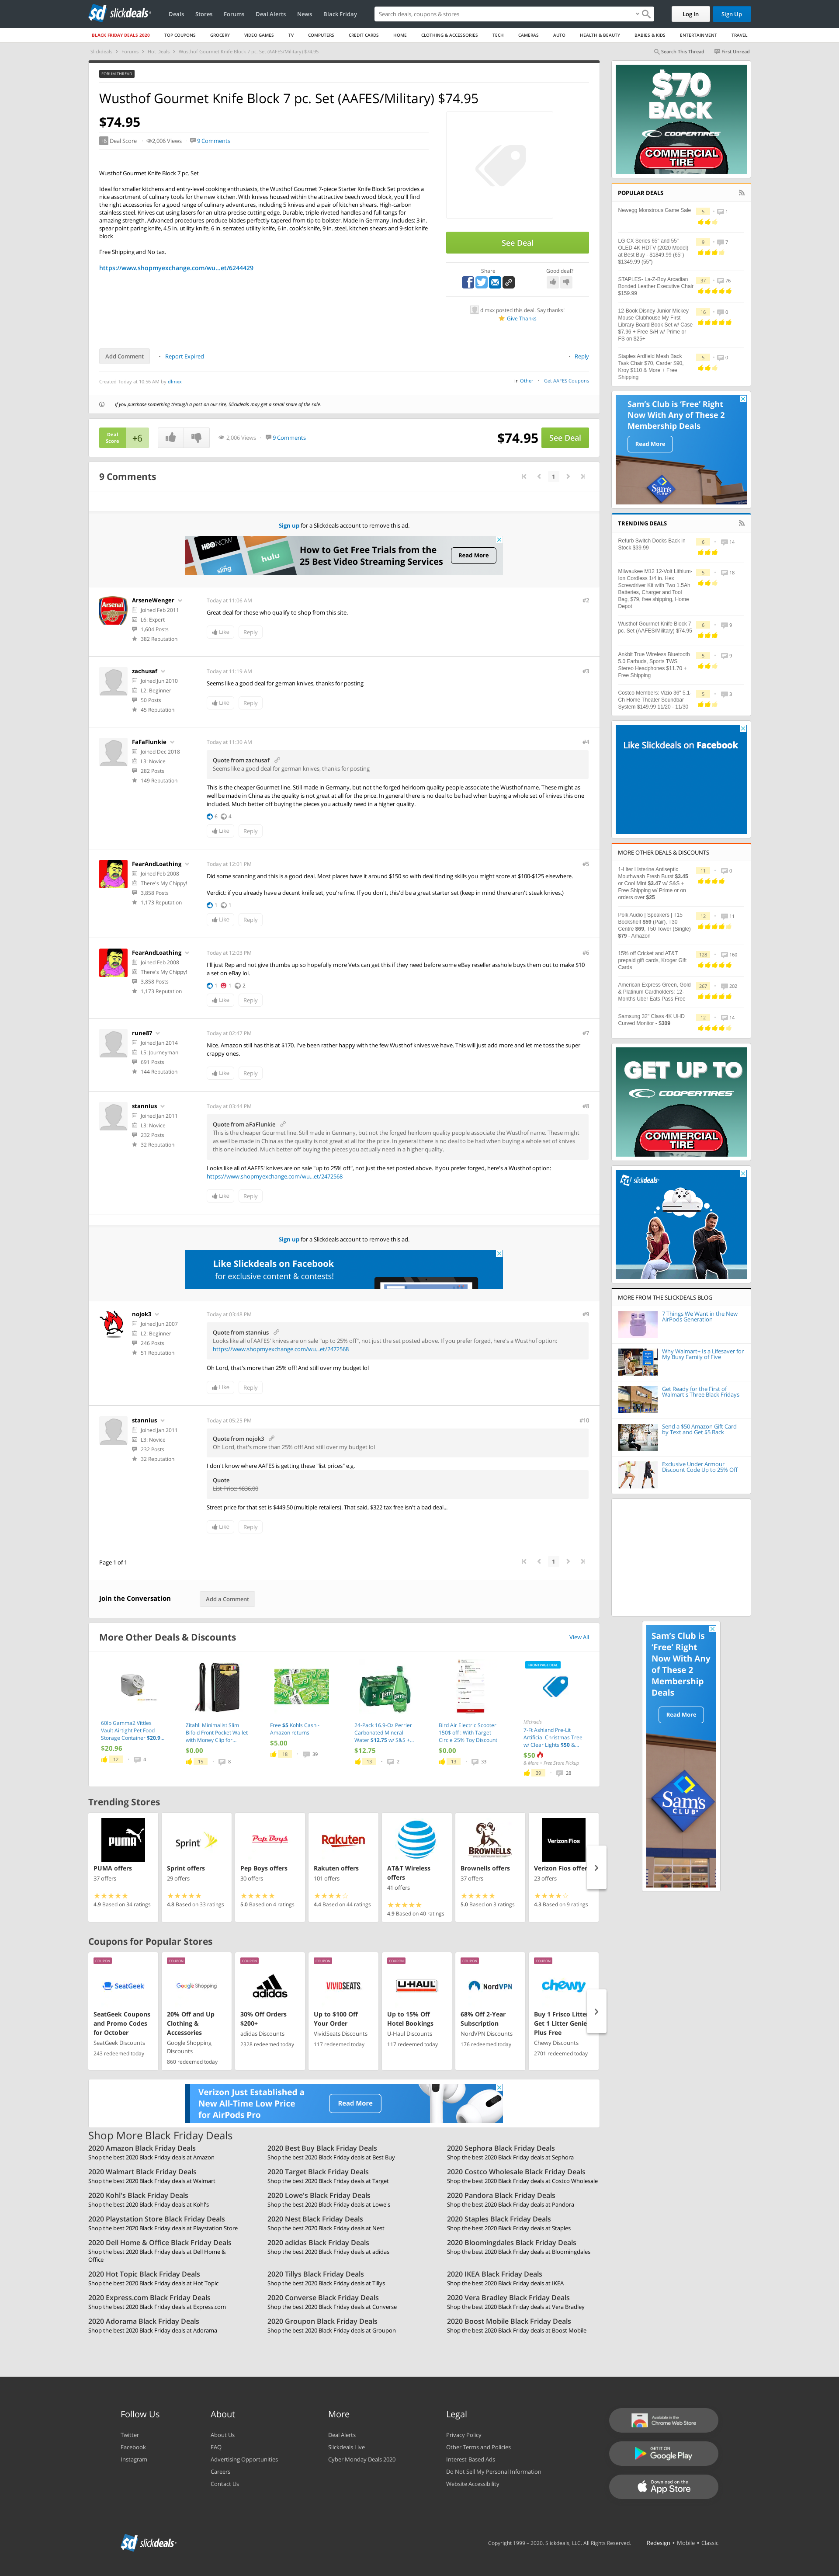 sd slickdeals
Deals Stores Forums Deal Alerts News Black Friday
Search deals, coupons & stores
Log In Sign Up
BLACK FRIDAY DEALS 2020 TOP COUPONS GROCERY VIDEO GAMES TV COMPUTERS CREDIT CARDS HOME CLOTHING & ACCESSORIES TECH CAMERAS AUTO HEALTH & BEAUTY BABIES & KIDS ENTERTAINMENT TRAVEL
Slickdeals Forums Hot Deals Wusthof Gourmet Knife Block 7 pc. Set (AAFES/Military) $74.95
Search This Thread First Unread
FORUM THREAD
Wusthof Gourmet Knife Block 7 pc. Set (AAFES/Military) $74.95
$74.95
+6 Deal Score 2,006 Views 9 Comments
Wusthof Gourmet Knife Block 7 pc. Set
Ideal for smaller kitchens and entry-level cooking enthusiasts, the Wusthof Gourmet 7-piece Starter Knife Block Set provides a
nice assortment of culinary tools for the new kitchen. With knives housed within the attractive beech wood block, you'll find
the right accessories for a good range of culinary adventures, including 5 knives and a pair of kitchen shears. High-carbon
stainless steel. Knives cut using lasers for an ultra-precise cutting edge. Durable, triple-riveted handles and full tangs for
amazing strength. Advanced procedures produce blades perfectly tapered from end to bolster. Made in Germany. Includes: 3 in.
spear point paring knife, 4.5 in. utility knife, 6 in. serrated utility knife, 6 in. cook's knife, 9 in. steel, kitchen shears and 9-slot knife
block
Free Shipping and No tax.
https://www.shopmyexchange.com/wu...et/6244429
See Deal
Share Good deal?
dlmxx posted this deal. Say thanks!
Give Thanks
Add Comment Report Expired Reply
Created Today at 10:56 AM by dlmxx
in Other Get AAFES Coupons
If you purchase something through a post on our site, Slickdeals may get a small share of the sale.
Deal
Score
+6
2,006 Views 9 Comments
$74.95 See Deal
9 Comments
1
Sign up for a Slickdeals account to remove this ad.
HBO NOW hulu
How to Get Free Trials from the
25 Best Video Streaming Services
Read More
ArseneWenger
Joined Feb 2011
L6: Expert
1,604 Posts
382 Reputation
Today at 11:06 AM #2
Great deal for those who qualify to shop from this site.
Like Reply
zachusaf
Joined Jun 2010
L2: Beginner
50 Posts
45 Reputation
Today at 11:19 AM #3
Seems like a good deal for german knives, thanks for posting
Like Reply
FaFaFlunkie
Joined Dec 2018
L3: Novice
282 Posts
149 Reputation
Today at 11:30 AM #4
Quote from zachusaf
Seems like a good deal for german knives, thanks for posting
This is the cheaper Gourmet line. Still made in Germany, but not the forged heirloom quality people associate with the Wusthof name. These might as well
be made in China as the quality is not great at all for the price. In general there is no deal to be had when buying a whole set of knives this one
included. Much better off buying the pieces you actually need in a higher quality.
6 4
Like Reply
FearAndLoathing
Joined Feb 2008
There's My Chippy!
3,858 Posts
1,173 Reputation
Today at 12:01 PM #5
Did some scanning and this is a good deal. Most places have it around $150 or so with deal finding skills you might score at $100-$125 elsewhere.
Verdict: if you already have a decent knife set, you're fine. If you don't, this'd be a great starter set (keep in mind there aren't steak knives.)
1 1
Like Reply
FearAndLoathing
Joined Feb 2008
There's My Chippy!
3,858 Posts
1,173 Reputation
Today at 12:03 PM #6
I'll just Rep and not give thumbs up so hopefully more Vets can get this if they need before some eBay reseller asshole buys them out to make $10
a set on eBay lol.
1 1 2
Like Reply
rune87
Joined Jan 2014
L5: Journeyman
691 Posts
144 Reputation
Today at 02:47 PM #7
Nice. Amazon still has this at $170. I've been rather happy with the few Wusthof knives we have. This will just add more and let me toss the super
crappy ones.
Like Reply
stannius
Joined Jan 2011
L3: Novice
232 Posts
32 Reputation
Today at 03:44 PM #8
Quote from aFaFlunkie
This is the cheaper Gourmet line. Still made in Germany, but not the forged heirloom quality people associate with the Wusthof name. These might
as well be made in China as the quality is not great at all for the price. In general there is no deal to be had when buying a whole set of knives
this one included. Much better off buying the pieces you actually need in a higher quality.
Looks like all of AAFES' knives are on sale "up to 25% off", not just the set posted above. If you prefer forged, here's a Wusthof option:
https://www.shopmyexchange.com/wu...et/2472568
Like Reply
Sign up for a Slickdeals account to remove this ad.
Like Slickdeals on Facebook
for exclusive content & contests!
nojok3
Joined Jun 2007
L2: Beginner
246 Posts
51 Reputation
Today at 03:48 PM #9
Quote from stannius
Looks like all of AAFES' knives are on sale "up to 25% off", not just the set posted above. If you prefer forged, here's a Wusthof option:
https://www.shopmyexchange.com/wu...et/2472568
Oh Lord, that's more than 25% off! And still over my budget lol
Like Reply
stannius
Joined Jan 2011
L3: Novice
232 Posts
32 Reputation
Today at 05:25 PM #10
Quote from nojok3
Oh Lord, that's more than 25% off! And still over my budget lol
I don't know where AAFES is getting these "list prices" e.g.
Quote
List Price: $836.00
Street price for that set is $449.50 (multiple retailers). That said, $322 tax free isn't a bad deal...
Like Reply
Page 1 of 1 1
Join the Conversation Add a Comment
More Other Deals & Discounts View All
60lb Gamma2 Vittles
Vault Airtight Pet Food
Storage Container $20.9...
$20.96
12 4
Zitahli Minimalist Slim
Bifold Front Pocket Wallet
with Money Clip for...
$0.00
15 8
Free $5 Kohls Cash -
Amazon returns
$5.00
18 39
24-Pack 16.9-Oz Perrier
Carbonated Mineral
Water $12.75 w/ S&S +...
$12.75
13 2
Bird Air Electric Scooter
150$ off - With Target
Circle 25% Toy Discount
$0.00
13 33
FRONTPAGE DEAL
Michaels
7-Ft Ashland Pre-Lit
Artificial Christmas Tree
w/ Clear Lights $50 &...
$50
& More + Free Store Pickup
39 28
Trending Stores
PUMA
PUMA offers
37 offers
4.9 Based on 34 ratings
Sprint
Sprint offers
29 offers
4.8 Based on 33 ratings
Pep Boys
Pep Boys offers
30 offers
5.0 Based on 4 ratings
Rakuten
Rakuten offers
101 offers
4.4 Based on 44 ratings
AT&T Wireless
offers
41 offers
4.9 Based on 40 ratings
BROWNELLS
Brownells offers
37 offers
5.0 Based on 3 ratings
Verizon Fios
Verizon Fios offer
23 offers
4.3 Based on 9 ratings
Coupons for Popular Stores
COUPON
SeatGeek
SeatGeek Coupons
and Promo Codes
for October
SeatGeek Discounts
243 redeemed today
COUPON
Google Shopping
20% Off and Up
Clothing &
Accessories
Google Shopping
Discounts
860 redeemed today
COUPON
adidas
30% Off Orders
$200+
adidas Discounts
2328 redeemed today
COUPON
VIVIDSEATS
Up to $100 Off
Your Order
VividSeats Discounts
117 redeemed today
COUPON
U-HAUL
Up to 15% Off
Hotel Bookings
U-Haul Discounts
117 redeemed today
COUPON
NordVPN
68% Off 2-Year
Subscription
NordVPN Discounts
176 redeemed today
COUPON
chewy
Buy 1 Frisco Litter
Get 1 Litter Genie
Plus Free
Chewy Discounts
2701 redeemed today
Verizon Just Established a
New All-Time Low Price
for AirPods Pro
Read More
Shop More Black Friday Deals
2020 Amazon Black Friday Deals
Shop the best 2020 Black Friday deals at Amazon
2020 Best Buy Black Friday Deals
Shop the best 2020 Black Friday deals at Best Buy
2020 Sephora Black Friday Deals
Shop the best 2020 Black Friday deals at Sephora
2020 Walmart Black Friday Deals
Shop the best 2020 Black Friday deals at Walmart
2020 Target Black Friday Deals
Shop the best 2020 Black Friday deals at Target
2020 Costco Wholesale Black Friday Deals
Shop the best 2020 Black Friday deals at Costco Wholesale
2020 Kohl's Black Friday Deals
Shop the best 2020 Black Friday deals at Kohl's
2020 Lowe's Black Friday Deals
Shop the best 2020 Black Friday deals at Lowe's
2020 Pandora Black Friday Deals
Shop the best 2020 Black Friday deals at Pandora
2020 Playstation Store Black Friday Deals
Shop the best 2020 Black Friday deals at Playstation Store
2020 Nest Black Friday Deals
Shop the best 2020 Black Friday deals at Nest
2020 Staples Black Friday Deals
Shop the best 2020 Black Friday deals at Staples
2020 Dell Home & Office Black Friday Deals
Shop the best 2020 Black Friday deals at Dell Home &
Office
2020 adidas Black Friday Deals
Shop the best 2020 Black Friday deals at adidas
2020 Bloomingdales Black Friday Deals
Shop the best 2020 Black Friday deals at Bloomingdales
2020 Hot Topic Black Friday Deals
Shop the best 2020 Black Friday deals at Hot Topic
2020 Tillys Black Friday Deals
Shop the best 2020 Black Friday deals at Tillys
2020 IKEA Black Friday Deals
Shop the best 2020 Black Friday deals at IKEA
2020 Express.com Black Friday Deals
Shop the best 2020 Black Friday deals at Express.com
2020 Converse Black Friday Deals
Shop the best 2020 Black Friday deals at Converse
2020 Vera Bradley Black Friday Deals
Shop the best 2020 Black Friday deals at Vera Bradley
2020 Adorama Black Friday Deals
Shop the best 2020 Black Friday deals at Adorama
2020 Groupon Black Friday Deals
Shop the best 2020 Black Friday deals at Groupon
2020 Boost Mobile Black Friday Deals
Shop the best 2020 Black Friday deals at Boost Mobile
$70
BACK
COOPERTIRES
COMMERCIAL
TIRE
POPULAR DEALS
Newegg Monstrous Game Sale 5 1
LG CX Series 65" and 55"
OLED 4K HDTV (2020 Model)
at Best Buy - $1849.99 (65")
$1349.99 (55")
9 7
STAPLES- La-Z-Boy Arcadian
Bonded Leather Executive Chair
$159.99
37 76
12-Book Disney Junior Mickey
Mouse Clubhouse My First
Library Board Book Set w/ Case
$7.96 + Free S/H w/ Prime or
FS on $25+
16 0
Staples Ardfield Mesh Back
Task Chair $70, Carder $90,
Kroy $110 & More + Free
Shipping
5 0
Sam's Club is 'Free' Right
Now With Any of These 2
Membership Deals
Read More
Sam's
TRENDING DEALS
Refurb Switch Docks Back in
Stock $39.99
6 14
Milwaukee M12 12-Volt Lithium-
Ion Cordless 1/4 in. Hex
Screwdriver Kit with Two 1.5Ah
Batteries, Charger and Tool
Bag, $79, free shipping, Home
Depot
5 18
Wusthof Gourmet Knife Block 7
pc. Set (AAFES/Military) $74.95
6 9
Ankbit True Wireless Bluetooth
5.0 Earbuds, Sports TWS
Stereo Headphones $11.70 +
Free Shipping
5 9
Costco Members: Vizio 36" 5.1-
Ch Home Theater Soundbar
System $149.99 11/20 - 11/30
5 3
Like Slickdeals on Facebook
MORE OTHER DEALS & DISCOUNTS
1-Liter Listerine Antiseptic
Mouthwash Fresh Burst $3.45
or Cool Mint $3.47 w/ S&S +
Free Shipping w/ Prime or on
orders over $25
11 0
Polk Audio | Speakers | T15
Bookshelf $59 (Pair), T30
Centre $69, T50 Tower (Single)
$79 - Amazon
12 11
15% off Cricket and AT&T
prepaid gift cards, Kroger Gift
Cards
128 160
American Express Green, Gold
& Platinum Cardholders: 12-
Months Uber Eats Pass Free
267 202
Samsung 32" Class 4K UHD
Curved Monitor - $309
12 14
GET UP TO
COOPERTIRES
COMMERCIAL
TIRE
sd slickdeals
MORE FROM THE SLICKDEALS BLOG
7 Things We Want in the New
AirPods Generation
Why Walmart+ Is a Lifesaver for
My Busy Family of Five
Get Ready for the First of
Walmart's Three Black Fridays
Send a $50 Amazon Gift Card
by Text and Get $5 Back
Exclusive Under Armour
Discount Code Up to 25% Off
Sam's Club is
'Free' Right
Now With Any
of These 2
Membership
Deals
Read More
Sam's
CLUB
Follow Us
Twitter
Facebook
Instagram
About
About Us
FAQ
Advertising Opportunities
Careers
Contact Us
More
Deal Alerts
Slickdeals Live
Cyber Monday Deals 2020
Legal
Privacy Policy
Other Terms and Policies
Interest-Based Ads
Do Not Sell My Personal Information
Website Accessibility
Available in the
Chrome Web Store
GET IT ON
Google Play
Download on the
App Store
sd slickdeals
Copyright 1999 - 2020. Slickdeals, LLC. All Rights Reserved. Redesign • Mobile • Classic